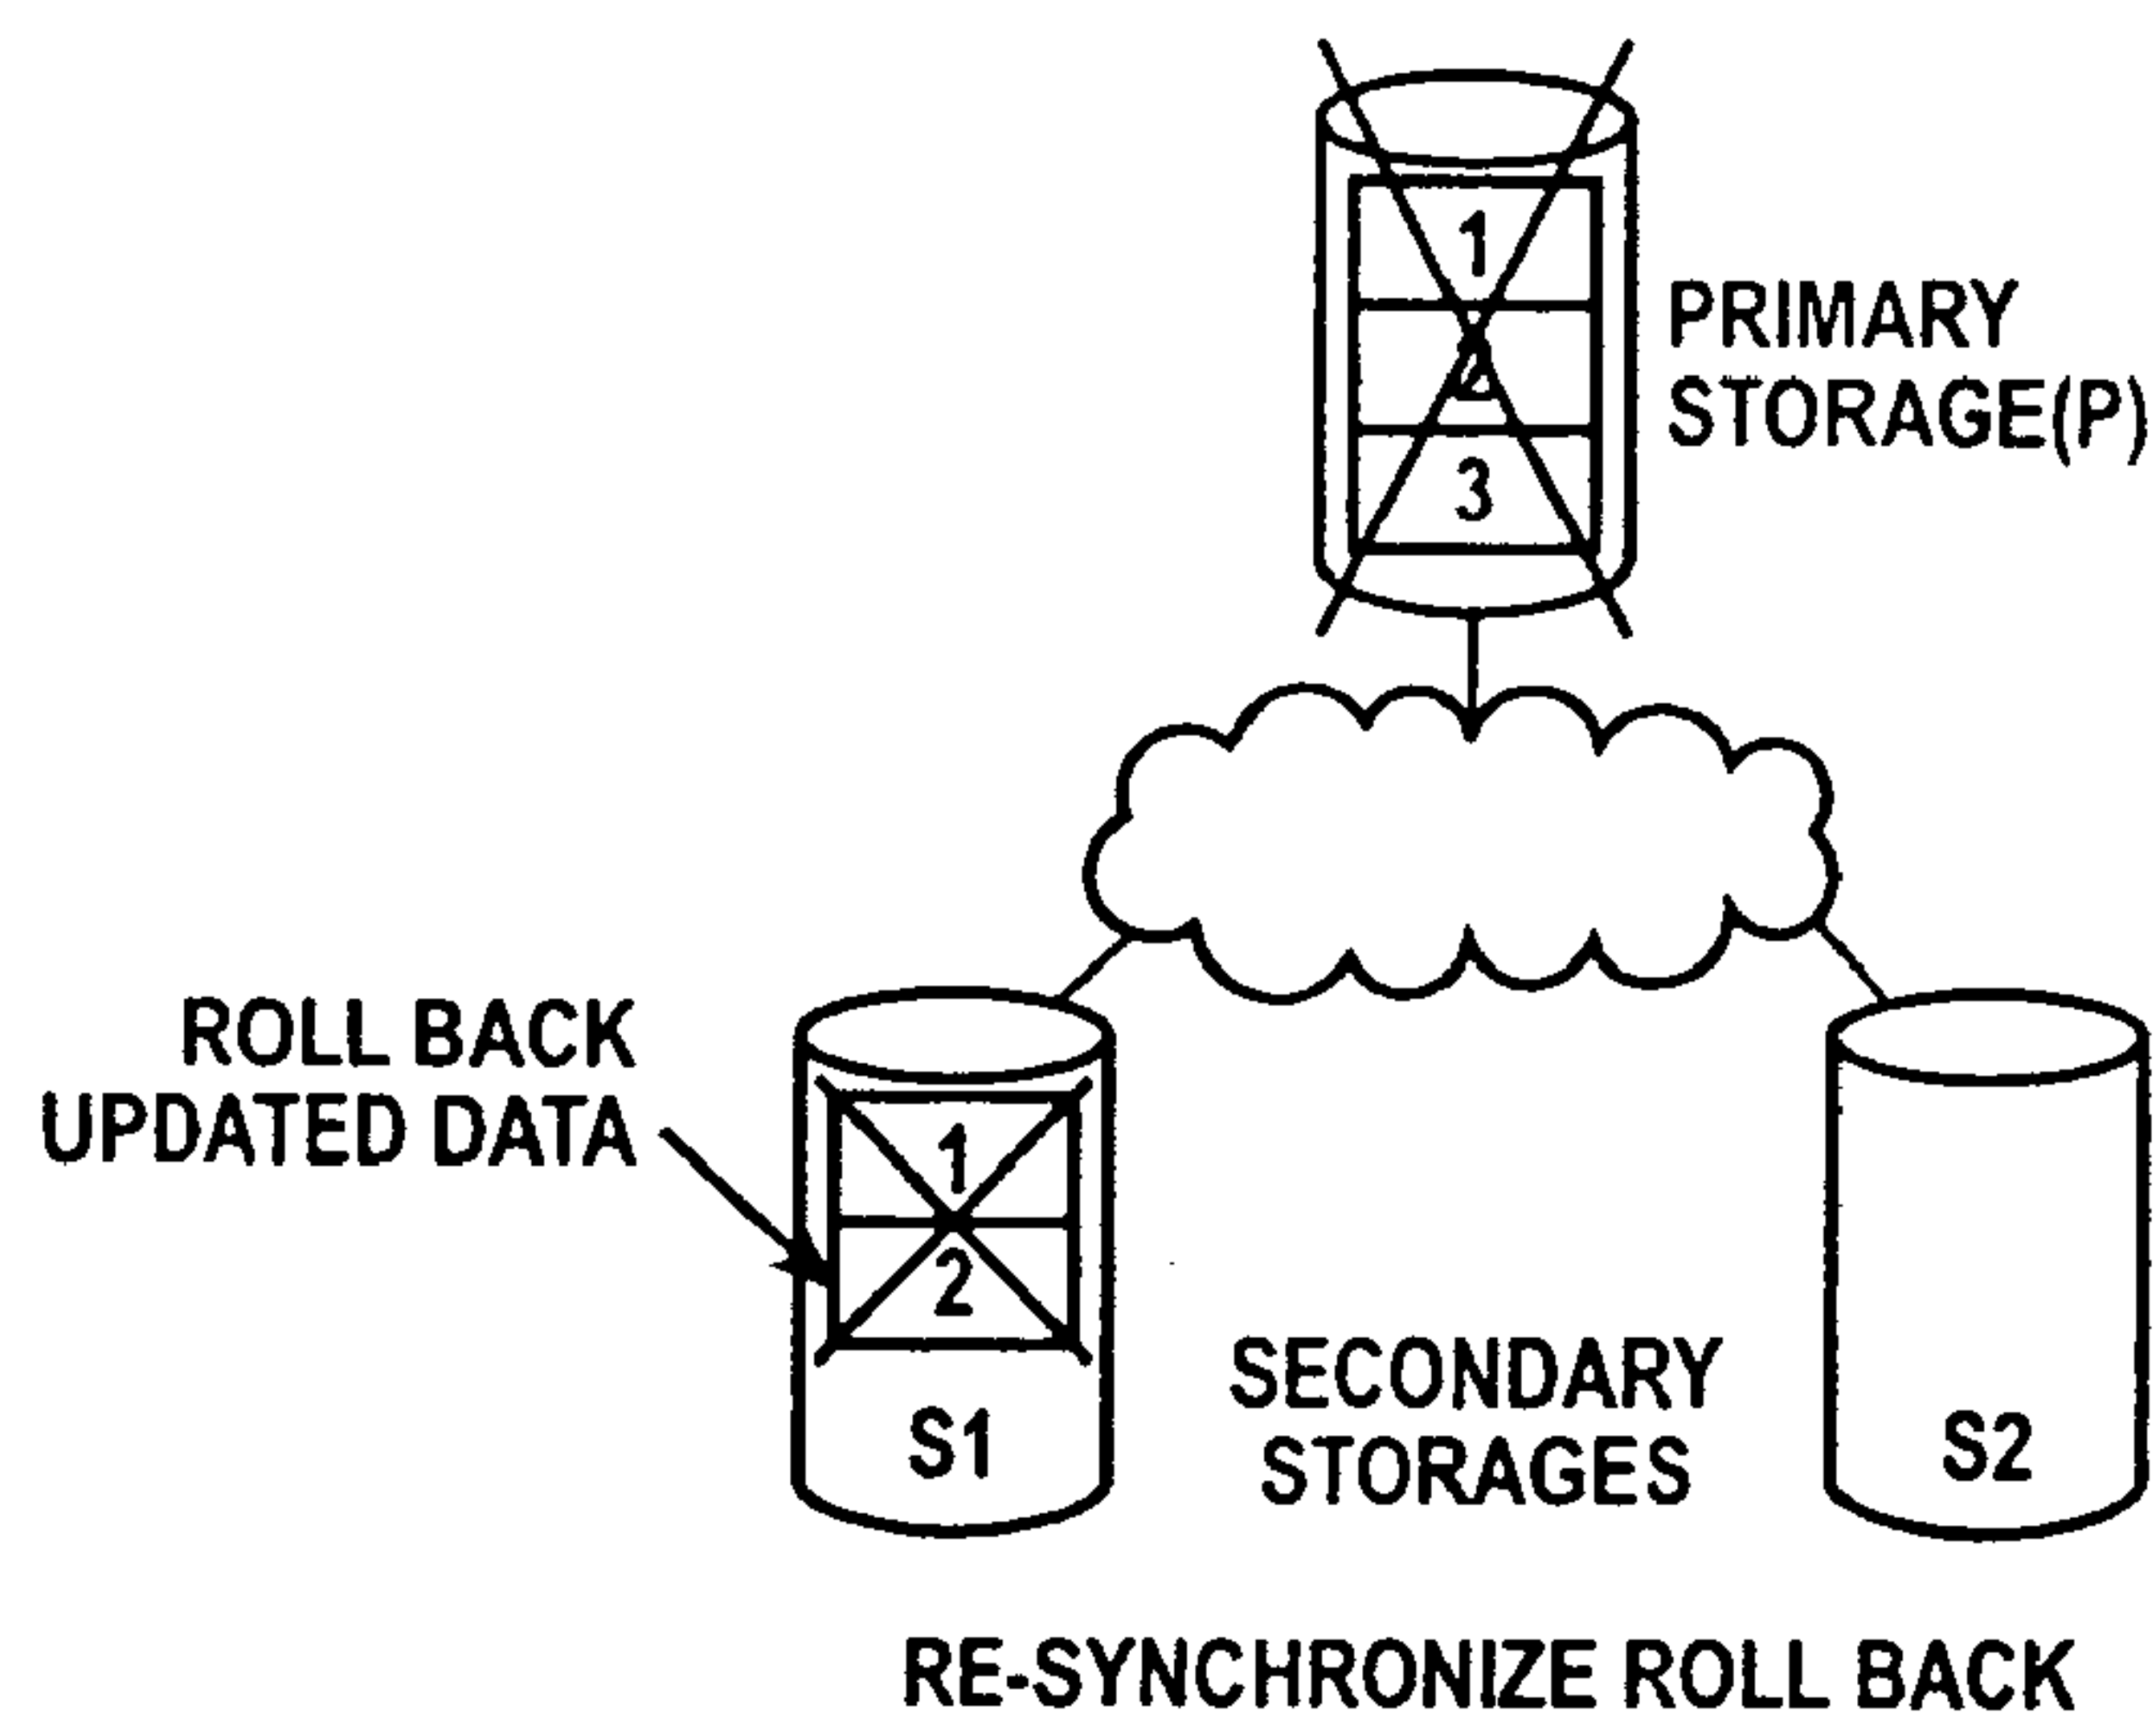 1
2
3
PRIMARY
STORAGE(P)
ROLL BACK
UPDATED DATA
1
2
S1
SECONDARY
STORAGES
S2
RE-SYNCHRONIZE ROLL BACK